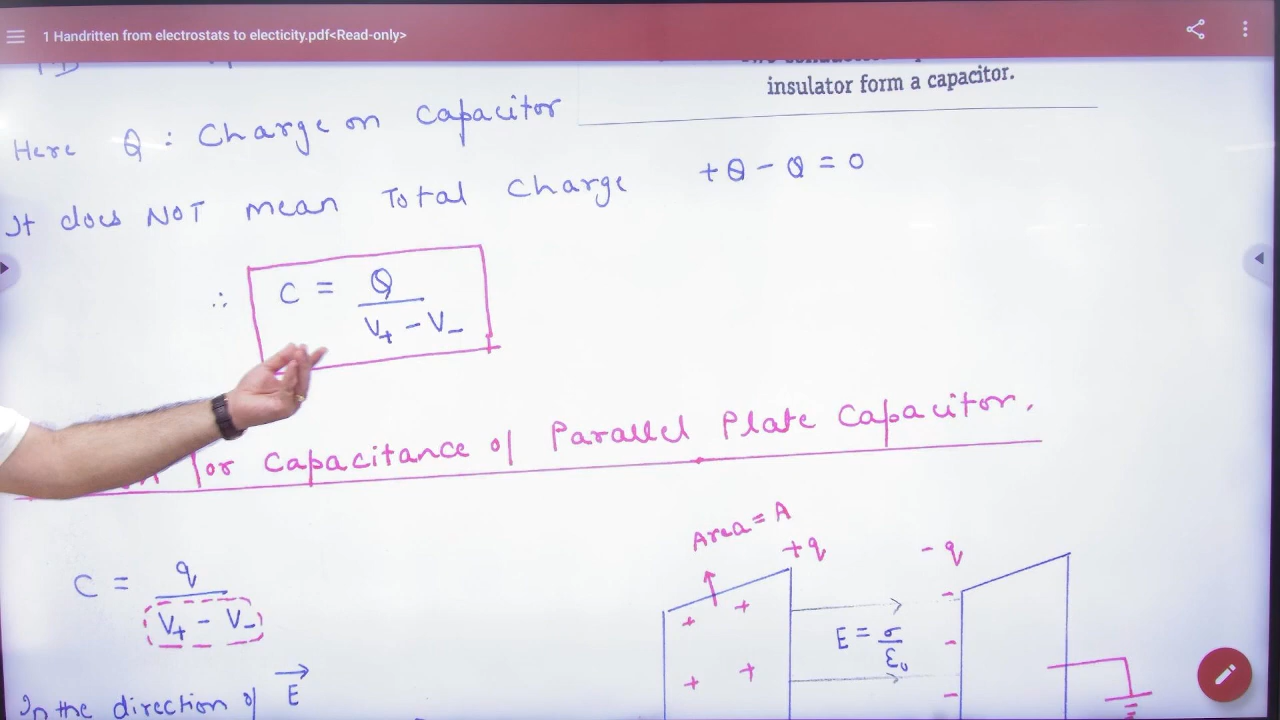 1 Handritten from electrostats to electicity.pdf<Read-only>
insulator form a capacitor.
Here Q : Charge on Capacitor
It does NOT mean Total Charge +Q - Q = 0
∴ C = Q / V₊ - V₋
for Capacitance of Parallel Plate Capacitor.
Area = A
+q - q
C = q / V₊ - V₋
E = σ / ε₀
In the direction of E⃗